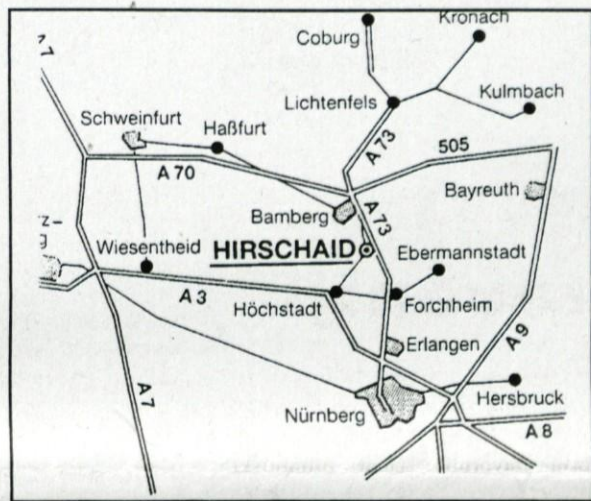 Coburg
Kronach
A 7
Lichtenfels
Kulmbach
Schweinfurt
Haßfurt
A 73
505
A 70
Bayreuth
Bamberg
A 73
z-
g
Wiesentheid
HIRSCHAID
Ebermannstadt
A 3
Höchstadt
Forchheim
Erlangen
A 9
A 7
Nürnberg
Hersbruck
A 8